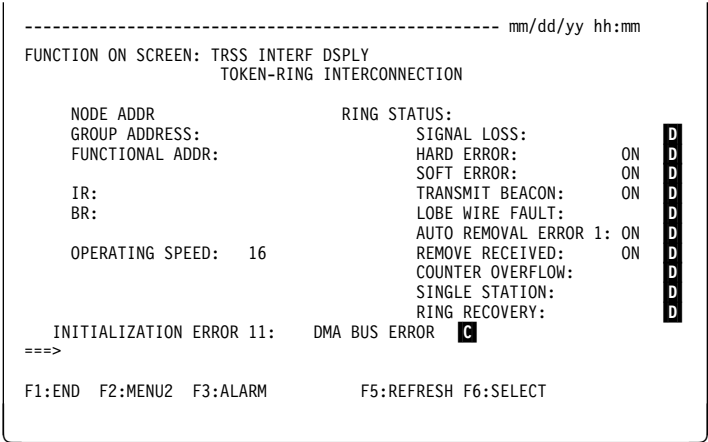 --------------------------------------------------- mm/dd/yy hh:mm
FUNCTION ON SCREEN: TRSS INTERF DSPLY
TOKEN-RING INTERCONNECTION
NODE ADDR RING STATUS:
GROUP ADDRESS: SIGNAL LOSS: D
FUNCTIONAL ADDR: HARD ERROR: ON D
SOFT ERROR: ON D
IR: TRANSMIT BEACON: ON D
BR: LOBE WIRE FAULT: D
AUTO REMOVAL ERROR 1: ON D
OPERATING SPEED: 16 REMOVE RECEIVED: ON D
COUNTER OVERFLOW: D
SINGLE STATION: D
RING RECOVERY: D
INITIALIZATION ERROR 11: DMA BUS ERROR C
===>
F1:END F2:MENU2 F3:ALARM F5:REFRESH F6:SELECT